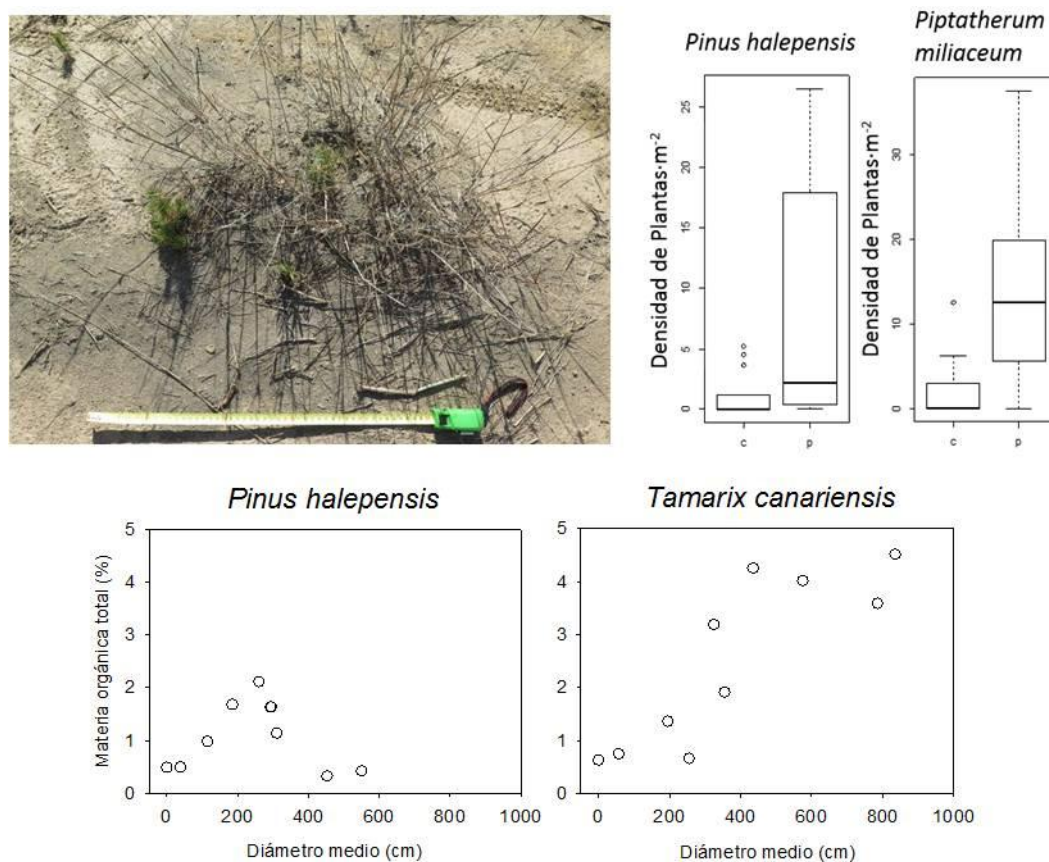 Pinus halepensis
Densidad de Plantas·m-2
25
20
15
10
5
0
c
p
Piptatherum
miliaceum
Densidad de Plantas·m-2
30
20
10
0
c
p
Pinus halepensis
Materia orgánica total (%)
5
4
3
2
1
0
0 200 400 600 800 1000
Diámetro medio (cm)
Tamarix canariensis
5
4
3
2
1
0
0 200 400 600 800 1000
Diámetro medio (cm)